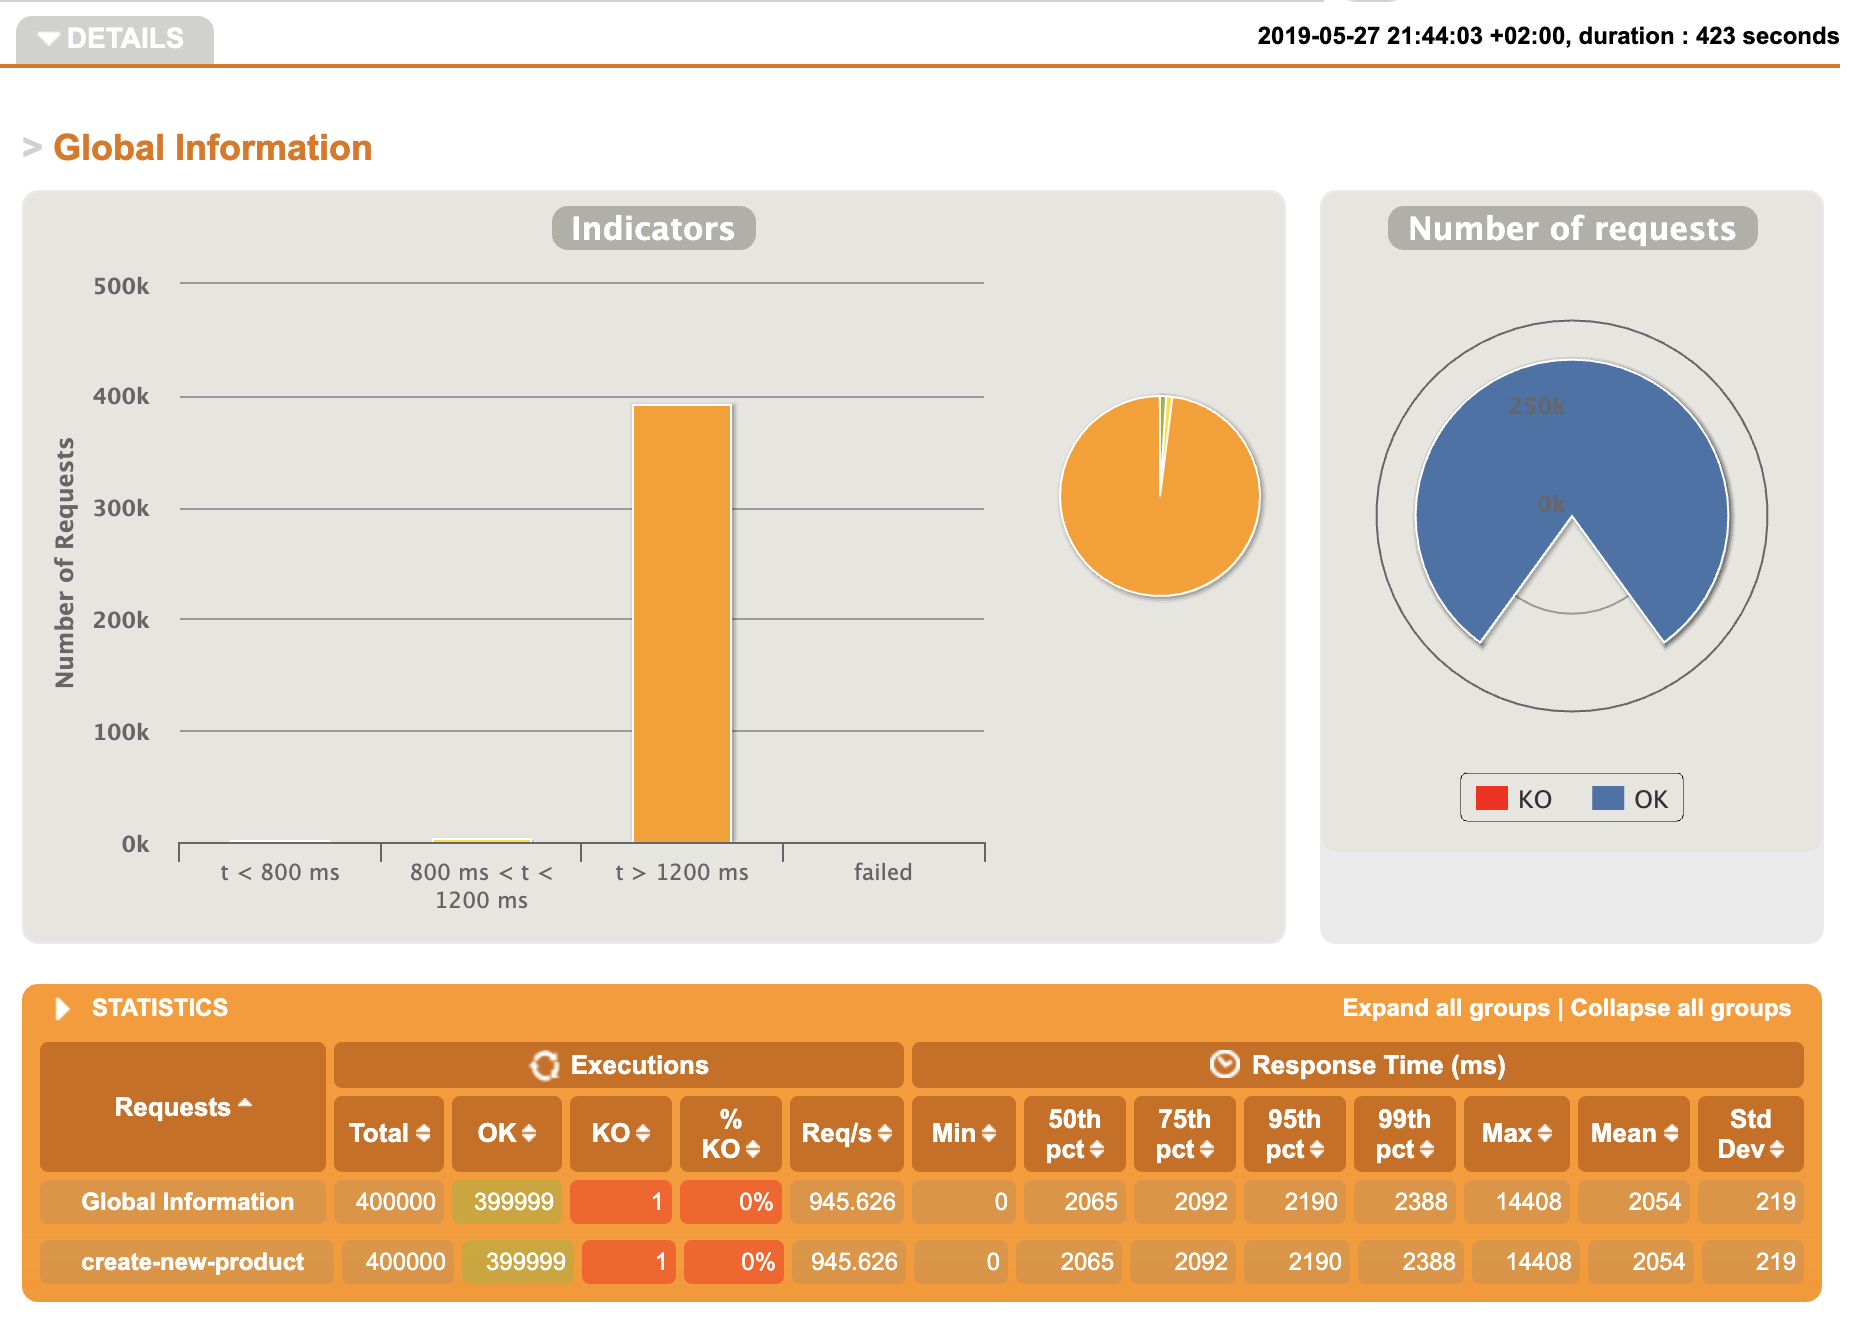 DETAILS
2019-05-27 21:44:03 +02:00, duration : 423 seconds
> Global Information
Indicators
Number of Requests
500k
400k
300k
200k
100k
0k
t < 800 ms
800 ms < t <
1200 ms
t > 1200 ms
failed
Number of requests
250k
0k
KO OK
STATISTICS
Expand all groups | Collapse all groups
Requests
Executions
Response Time (ms)
Total OK KO % KO Req/s Min 50th pct 75th pct 95th pct 99th pct Max Mean Std Dev
Global Information 400000 399999 1 0% 945.626 0 2065 2092 2190 2388 14408 2054 219
create-new-product 400000 399999 1 0% 945.626 0 2065 2092 2190 2388 14408 2054 219